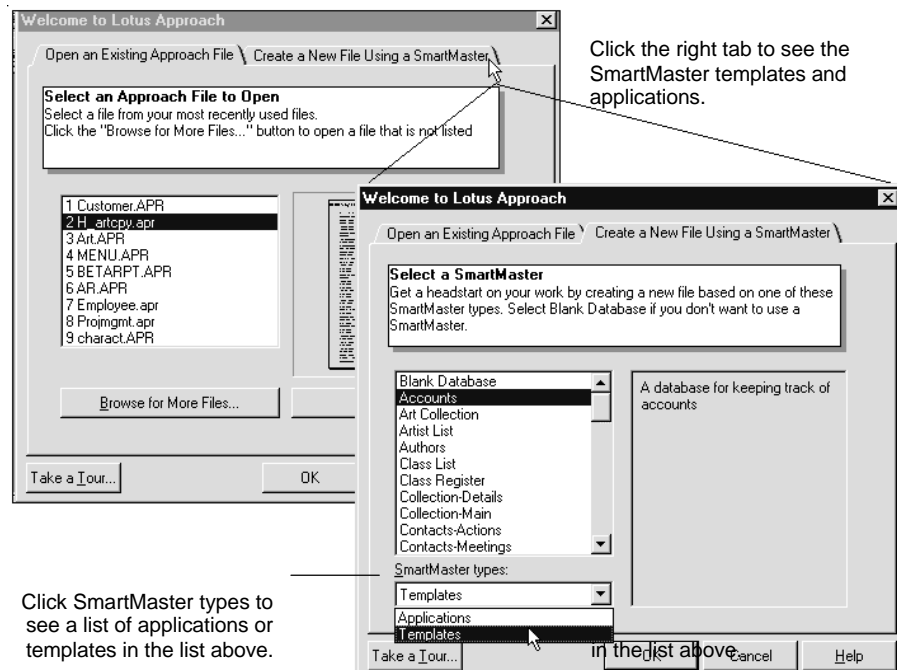 Welcome to Lotus Approach
Open an Existing Approach File
Create a New File Using a SmartMaster
Select an Approach File to Open
Select a file from your most recently used files.
Click the "Browse for More Files..." button to open a file that is not listed
1 Customer.APR
2 H_artcpy.apr
3 Art.APR
4 MENU.APR
5 BETARPT.APR
6 AR.APR
7 Employee.apr
8 Projmgmt.apr
9 charact.APR
Browse for More Files...
Take a Tour...
OK
Click the right tab to see the
SmartMaster templates and
applications.
Welcome to Lotus Approach
Open an Existing Approach File
Create a New File Using a SmartMaster
Select a SmartMaster
Get a headstart on your work by creating a new file based on one of these
SmartMaster types. Select Blank Database if you don't want to use a
SmartMaster.
Blank Database
Accounts
Art Collection
Artist List
Authors
Class List
Class Register
Collection-Details
Collection-Main
Contacts-Actions
Contacts-Meetings
A database for keeping track of
accounts
SmartMaster types:
Templates
Applications
Templates
Take a Tour...
in the list above.
OK
Cancel
Help
Click SmartMaster types to
see a list of applications or
templates in the list above.